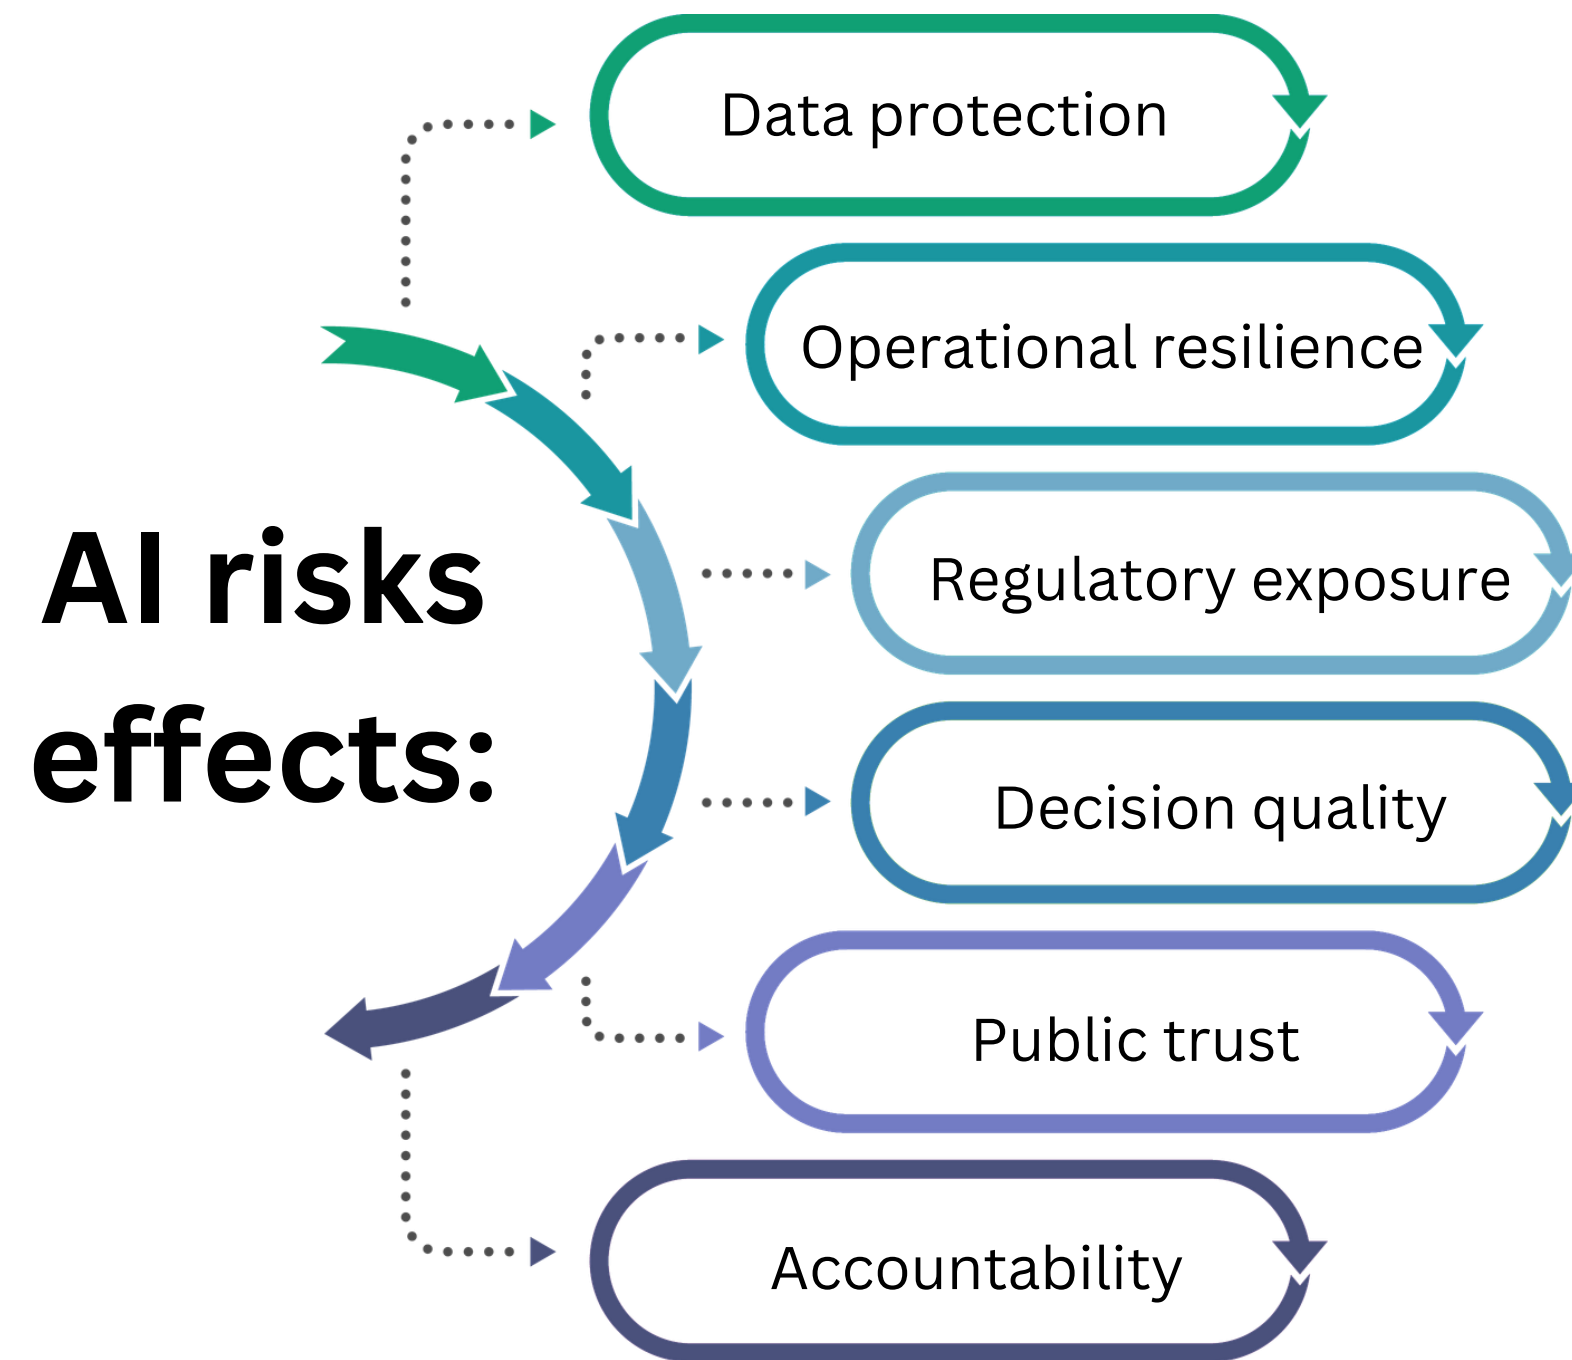 AI risks
effects:
Data protection
Operational resilience
Regulatory exposure
Decision quality
Public trust
Accountability